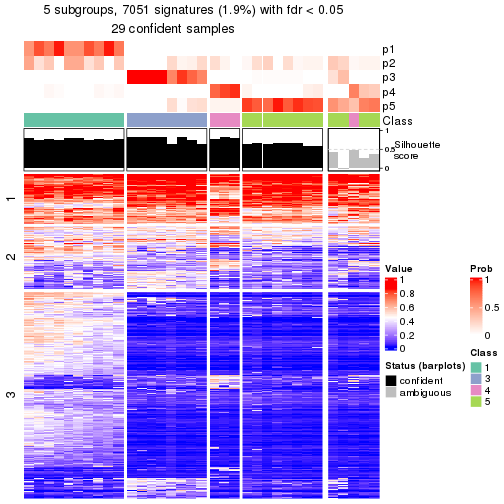 5 subgroups, 7051 signatures (1.9%) with fdr < 0.05
29 confident samples
p1
p2
p3
p4
p5
Class
1
0.5
0
Silhouette
score
1
2
3
Value
1
0.8
0.6
0.4
0.2
0
Status (barplots)
confident
ambiguous
Prob
1
0.5
0
Class
1
3
4
5